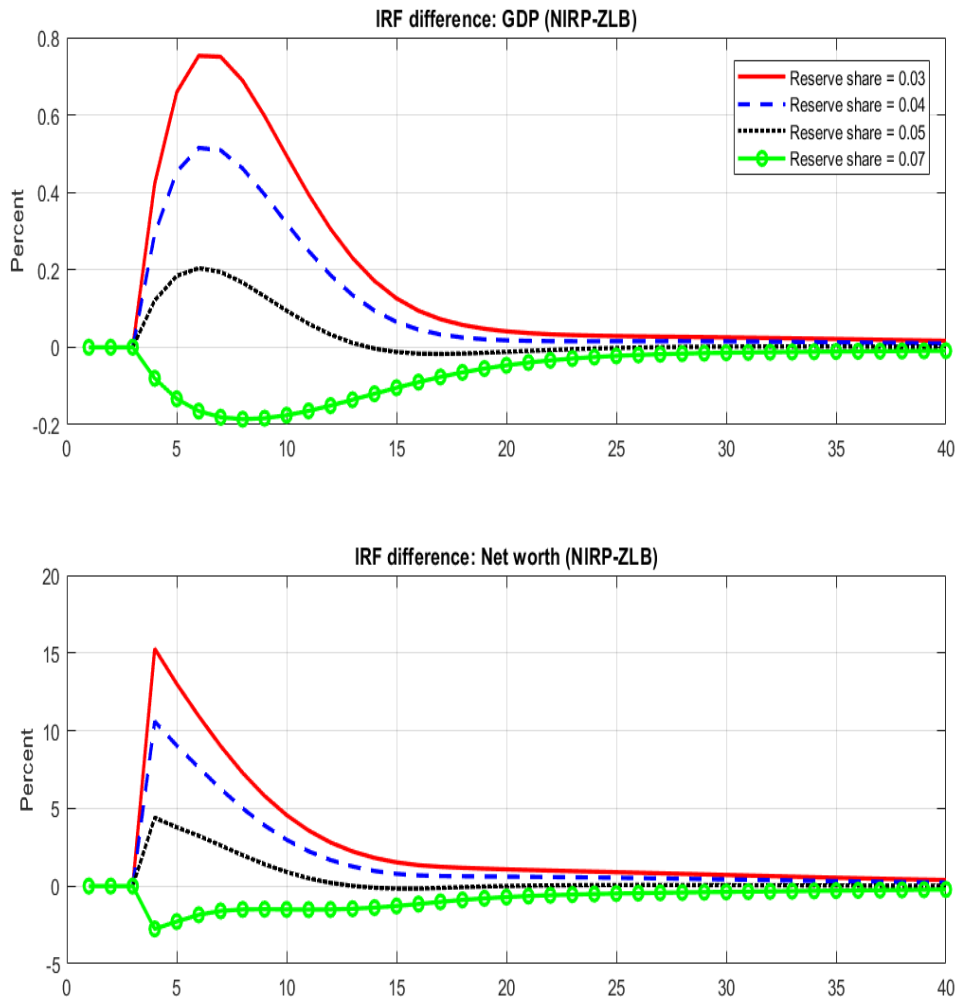 IRF difference: GDP (NIRP-ZLB)
0.8
0.6
0.4
0.2
0
-0.2
Percent
Reserve share = 0.03
Reserve share = 0.04
Reserve share = 0.05
Reserve share = 0.07
0 5 10 15 20 25 30 35 40
IRF difference: Net worth (NIRP-ZLB)
20
15
10
5
0
-5
Percent
0 5 10 15 20 25 30 35 40